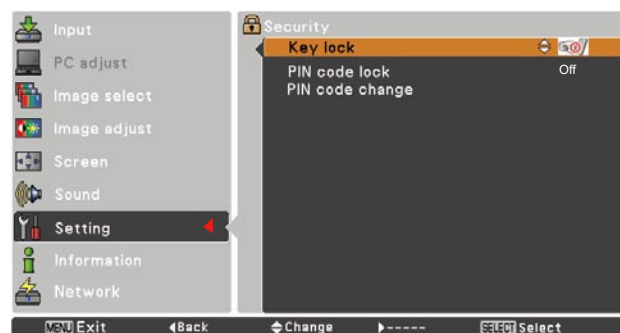 Input
PC adjust
Image select
Image adjust
Screen
Sound
Setting
Information
Network
Security
Key lock
PIN code lock Off
PIN code change
MENU Exit Back Change ----- SELECT Select